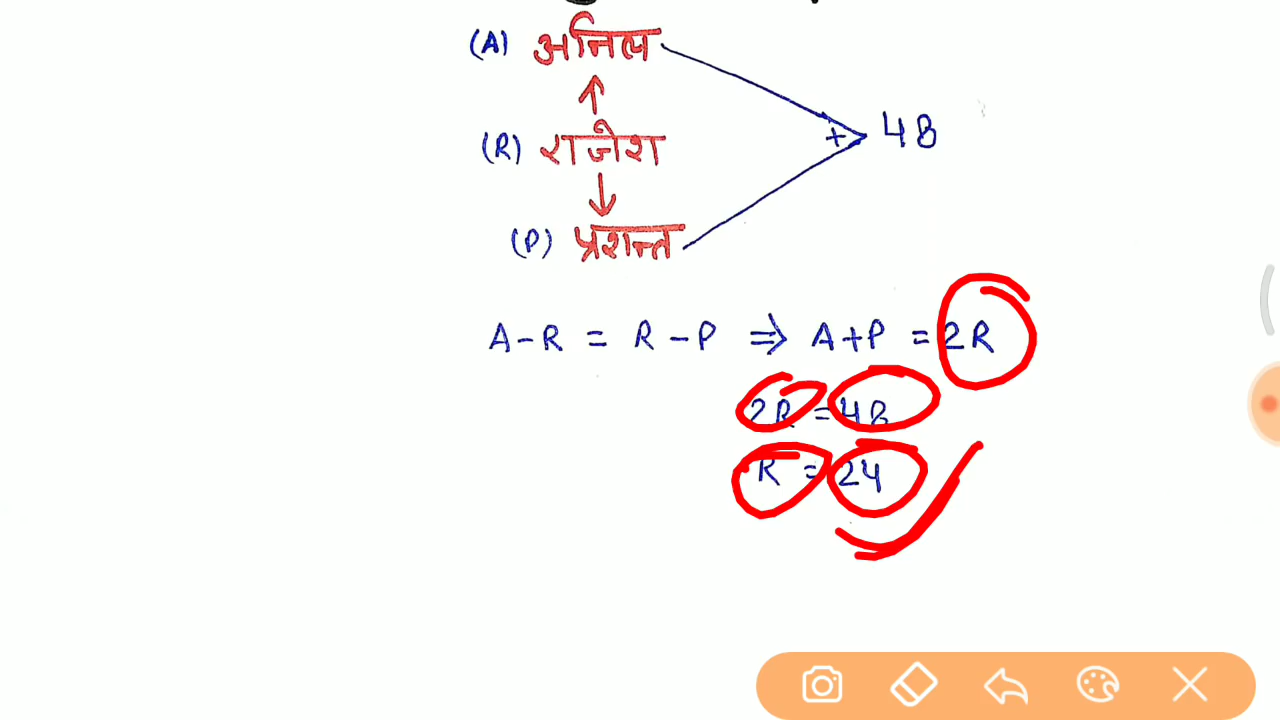 (A) अनिल
+ 48
(R) राजेश
(P) प्रशान्त
A-R = R-P ⇒ A+P = 2R
2R = 48
R = 24